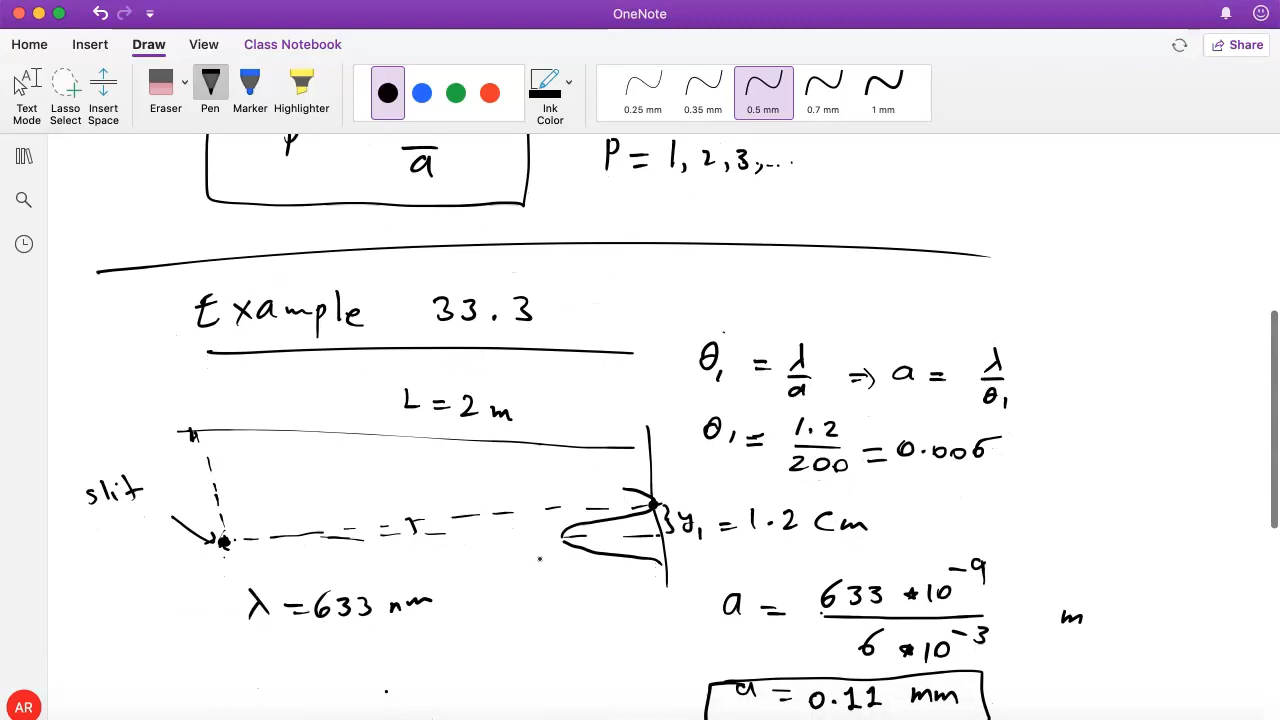 OneNote
Home Insert Draw View Class Notebook
Share
Text Mode
Lasso Select
Insert Space
Eraser
Pen
Marker
Highlighter
Ink Color
0.25 mm
0.35 mm
0.5 mm
0.7 mm
1 mm
a
P = 1, 2, 3, ...
Example 33.3
θ₁ = λ/a ⇒ a = λ/θ₁
L = 2 m
θ₁ = 1.2/200 = 0.006
slit
y₁ = 1.2 cm
λ = 633 nm
a = 633 * 10⁻⁹ / 6 * 10⁻³ m
a = 0.11 mm
AR